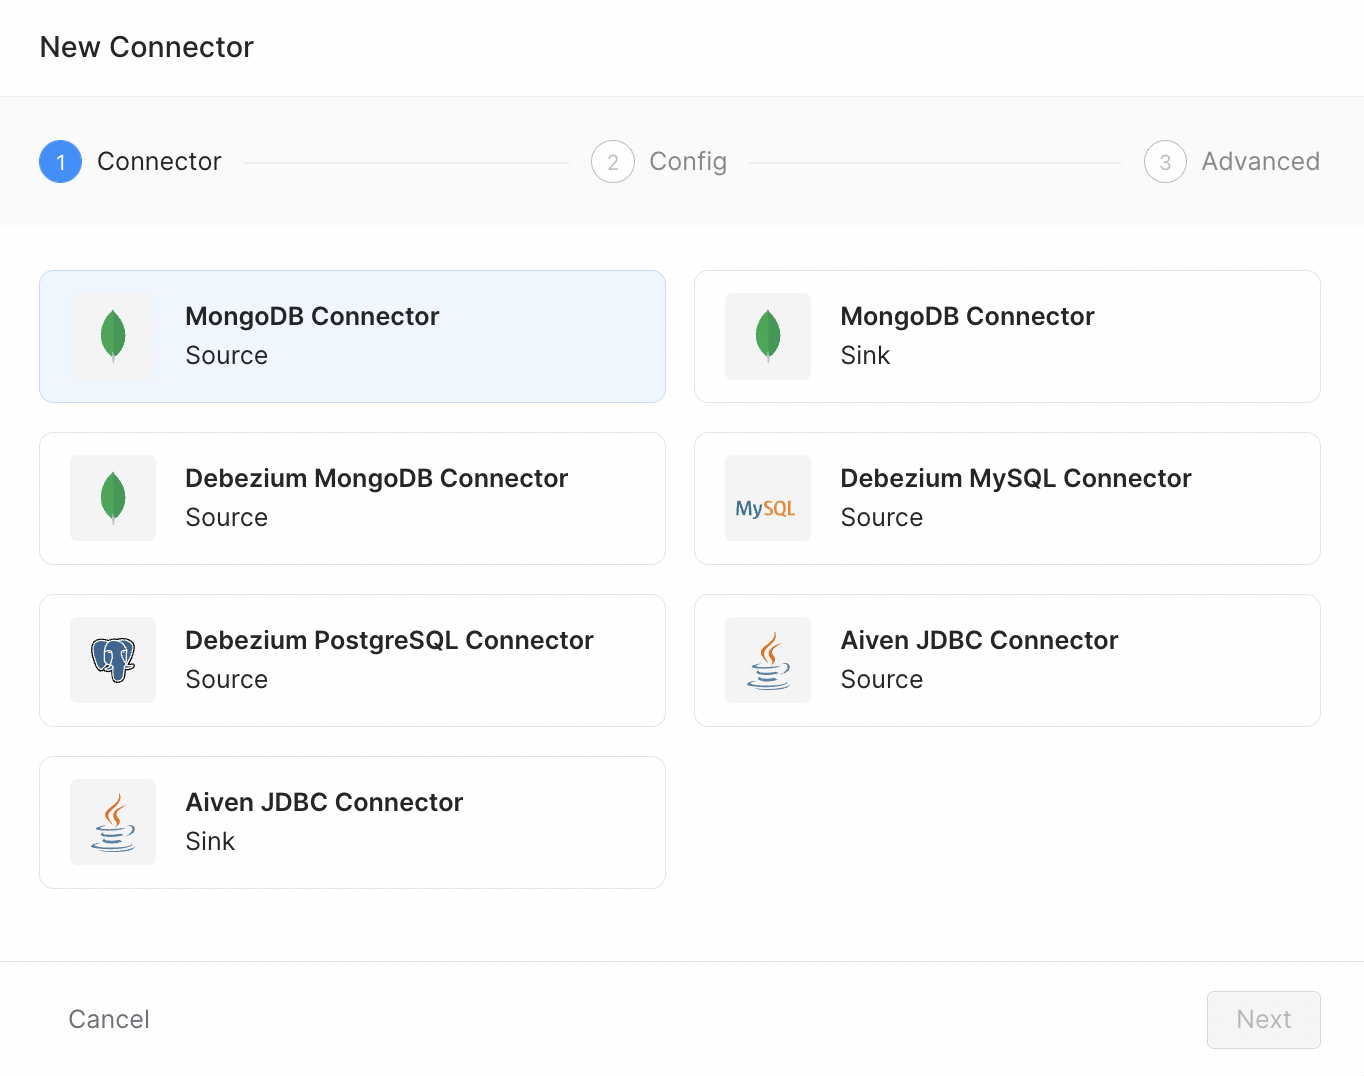 New Connector
1 Connector
2 Config
3 Advanced
MongoDB Connector
Source
MongoDB Connector
Sink
Debezium MongoDB Connector
Source
MySQL
Debezium MySQL Connector
Source
Debezium PostgreSQL Connector
Source
Aiven JDBC Connector
Source
Aiven JDBC Connector
Sink
Cancel
Next